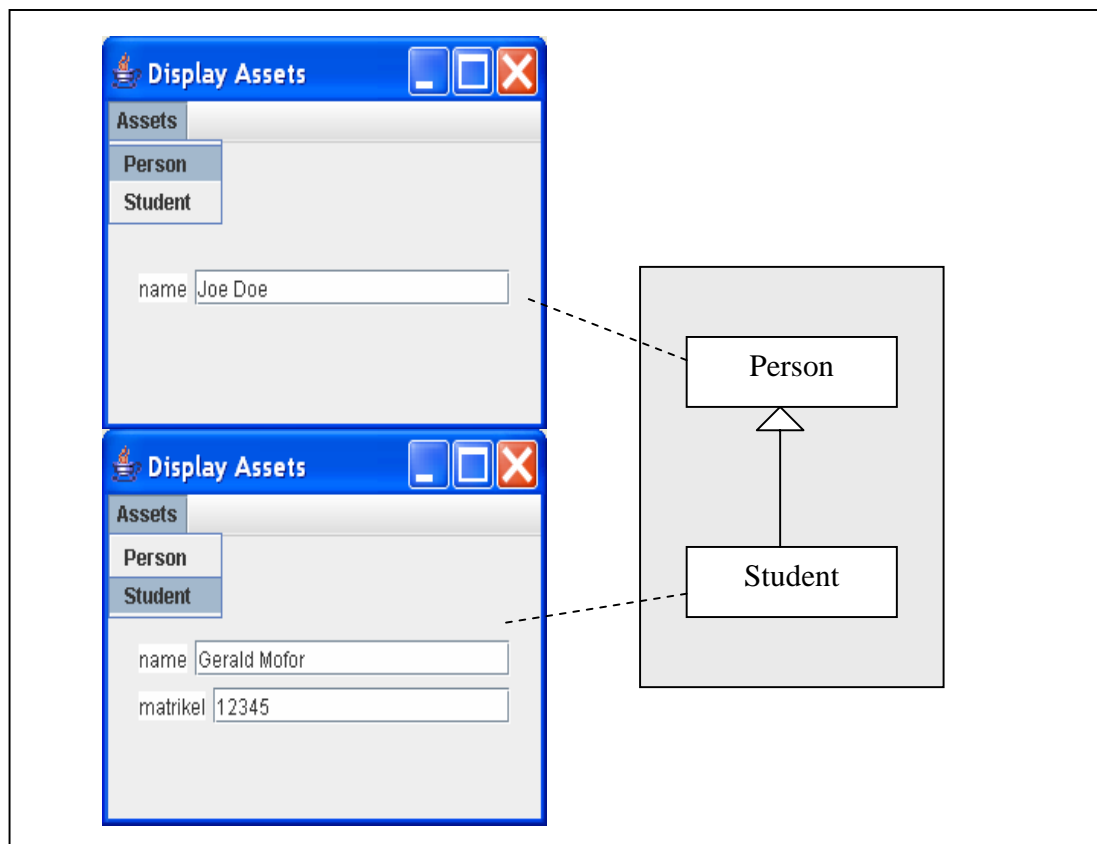 Display Assets
Assets
Person
Student
name Joe Doe
Display Assets
Assets
Person
Student
name Gerald Mofor
matrikel 12345
Person
Student